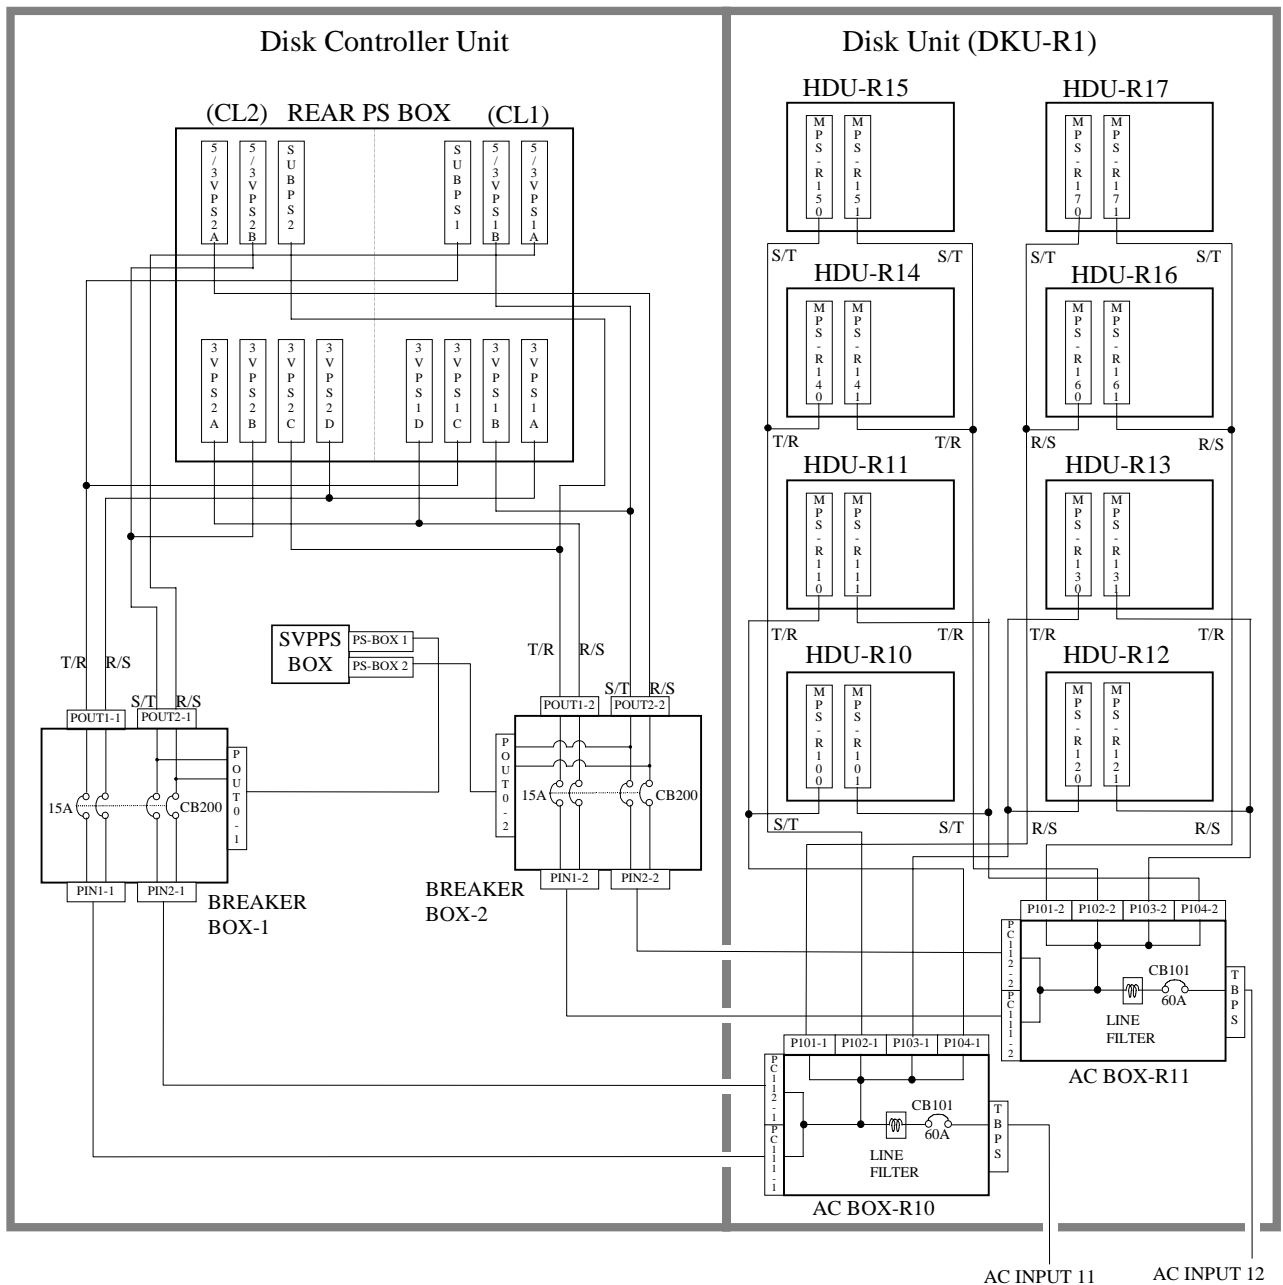 Disk Controller Unit
Disk Unit (DKU-R1)
(CL2) REAR PS BOX (CL1)
5/3VPS2A
5/3VPS2B
SUBPS2
SUBPS1
5/3VPS1B
5/3VPS1A
3VPS2A
3VPS2B
3VPS2C
3VPS2D
3VPS1D
3VPS1C
3VPS1B
3VPS1A
SVPPS
BOX
PS-BOX 1
PS-BOX 2
T/R
R/S
S/T
R/S
T/R
R/S
S/T
R/S
POUT1-1
POUT2-1
POUT0-1
15A
CB200
PIN1-1
PIN2-1
BREAKER
BOX-1
POUT1-2
POUT2-2
POUT0-2
15A
CB200
PIN1-2
PIN2-2
BREAKER
BOX-2
HDU-R15
MPS-R150
MPS-R151
S/T
S/T
HDU-R17
MPS-R170
MPS-R171
S/T
S/T
HDU-R14
MPS-R140
MPS-R141
T/R
T/R
HDU-R16
MPS-R160
MPS-R161
R/S
R/S
HDU-R11
MPS-R110
MPS-R111
T/R
T/R
HDU-R13
MPS-R130
MPS-R131
T/R
T/R
HDU-R10
MPS-R100
MPS-R101
S/T
S/T
HDU-R12
MPS-R120
MPS-R121
R/S
R/S
P101-2
P102-2
P103-2
P104-2
PC112-2
PC111-2
CB101
60A
LINE
FILTER
TBPS
AC BOX-R11
P101-1
P102-1
P103-1
P104-1
PC112-1
PC111-1
CB101
60A
LINE
FILTER
TBPS
AC BOX-R10
AC INPUT 11
AC INPUT 12